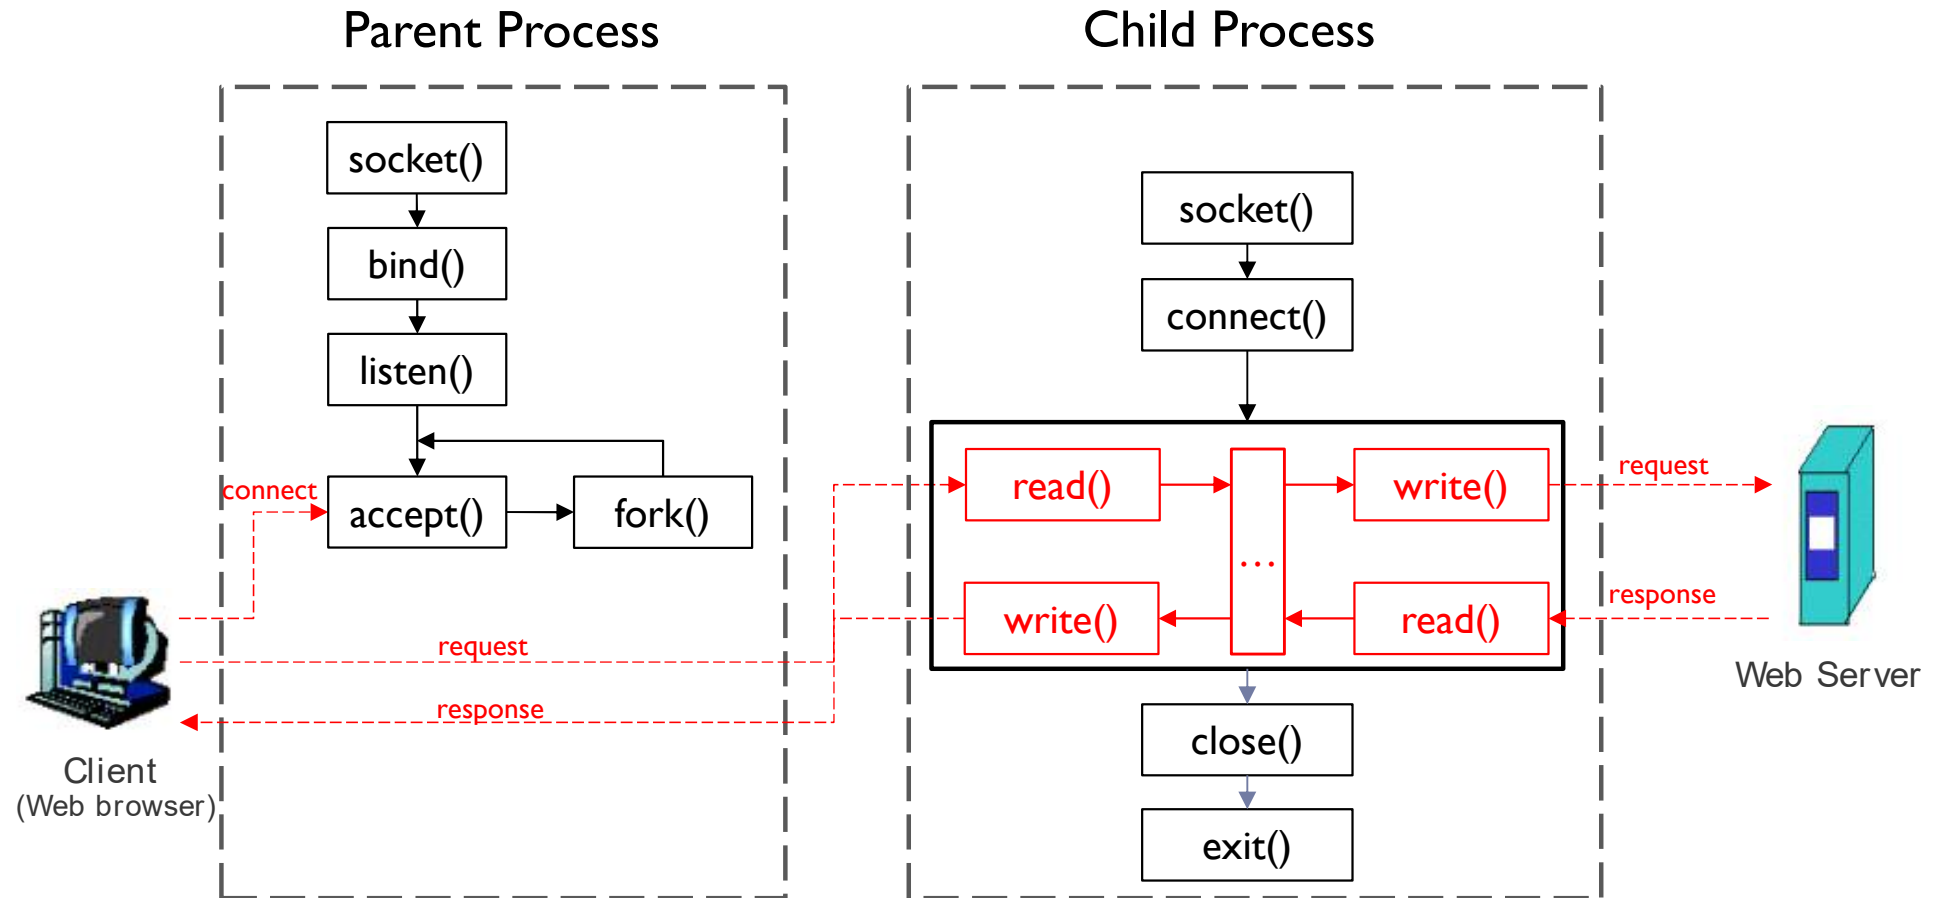 Parent Process
Child Process
socket()
bind()
listen()
connect
accept()
fork()
socket()
connect()
read()
write()
...
write()
read()
request
response
request
response
close()
exit()
Client
(Web browser)
Web Server